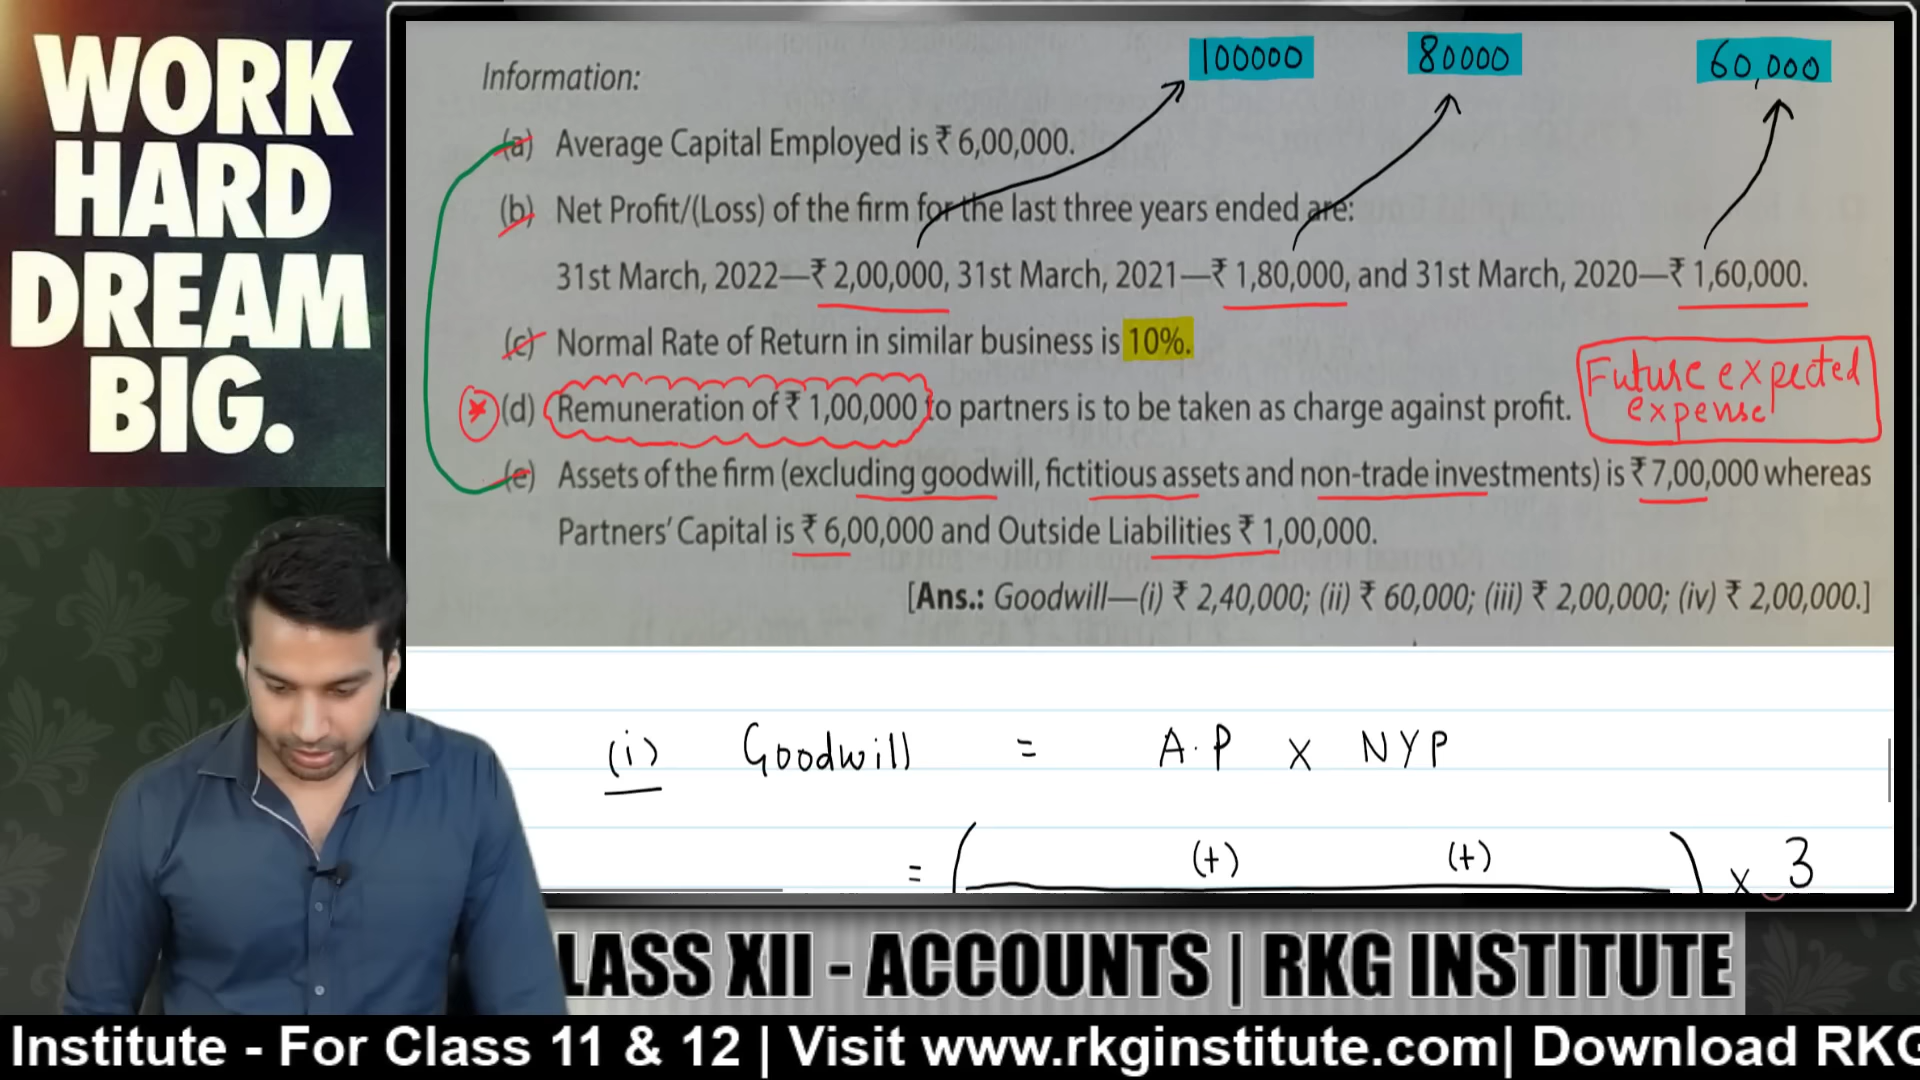 WORK
HARD
DREAM
BIG.
100000 80000 60,000
Information:
(a) Average Capital Employed is ₹ 6,00,000.
(b) Net Profit/(Loss) of the firm for the last three years ended are:
31st March, 2022—₹ 2,00,000, 31st March, 2021—₹ 1,80,000, and 31st March, 2020—₹ 1,60,000.
(c) Normal Rate of Return in similar business is 10%.
(d) Remuneration of ₹ 1,00,000 to partners is to be taken as charge against profit.
Future expected
expense
(e) Assets of the firm (excluding goodwill, fictitious assets and non-trade investments) is ₹ 7,00,000 whereas
Partners' Capital is ₹ 6,00,000 and Outside Liabilities ₹ 1,00,000.
[Ans.: Goodwill—(i) ₹ 2,40,000; (ii) ₹ 60,000; (iii) ₹ 2,00,000; (iv) ₹ 2,00,000.]
(i) Goodwill = A.P x NYP
= ( (+) (+) ) x 3
LASS XII - ACCOUNTS | RKG INSTITUTE
Institute - For Class 11 & 12 | Visit www.rkginstitute.com| Download RKG